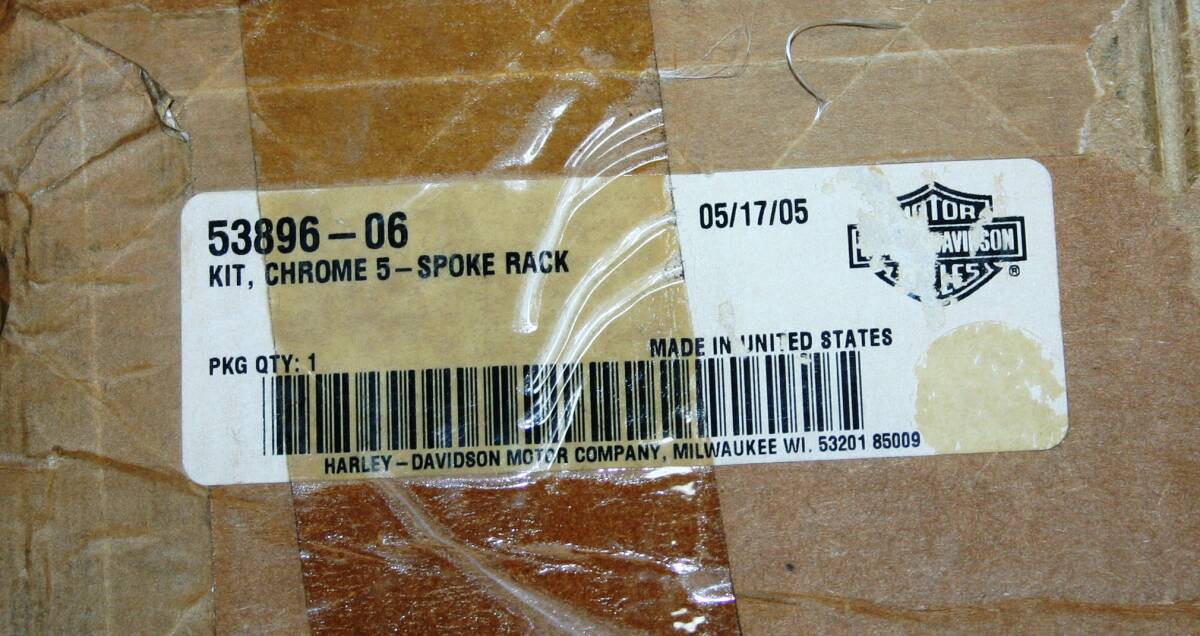 53896-06
05/17/05
KIT, CHROME 5-SPOKE RACK
MADE IN UNITED STATES
PKG QTY: 1
HARLEY-DAVIDSON MOTOR COMPANY, MILWAUKEE WI. 53201 85009
®